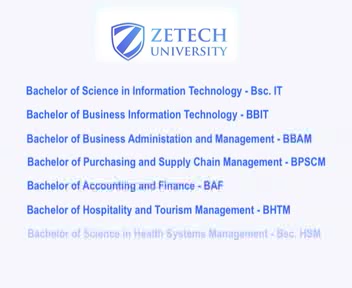 ZETECH
UNIVERSITY
Bachelor of Science in Information Technology - Bsc. IT
Bachelor of Business Information Technology - BBIT
Bachelor of Business Administation and Management - BBAM
Bachelor of Purchasing and Supply Chain Management - BPSCM
Bachelor of Accounting and Finance - BAF
Bachelor of Hospitality and Tourism Management - BHTM
Bachelor of Science in Health Systems Management - Bsc. HSM